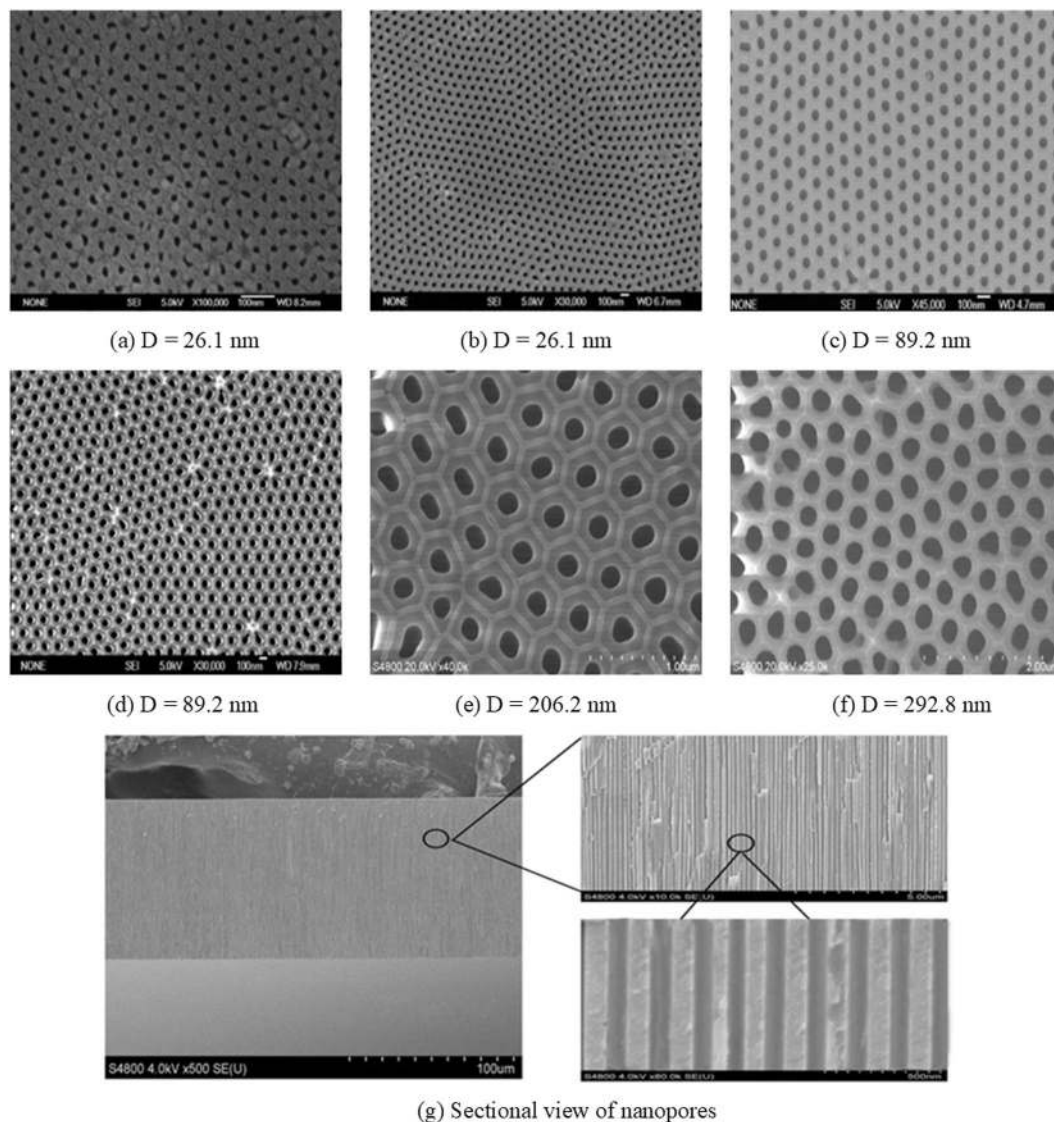 NONE SEI 5.0kV X100,000 100nm WD 8.2mm
NONE SEI 5.0kV X30,000 100nm WD 6.7mm
NONE SEI 5.0kV X45,000 100nm WD 4.7mm
(a) D = 26.1 nm
(b) D = 26.1 nm
(c) D = 89.2 nm
NONE SEI 5.0kV X30,000 100nm WD 7.9mm
S4800 20.0kV x40.0k 1.00um
S4800 20.0kV x25.0k 2.00um
(d) D = 89.2 nm
(e) D = 206.2 nm
(f) D = 292.8 nm
S4800 4.0kV x10.0k SE(U) 5.00um
S4800 4.0kV x500 SE(U) 100um
S4800 4.0kV x80.0k SE(U) 500nm
(g) Sectional view of nanopores